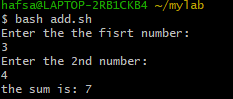 hafsa@LAPTOP-2RB1CKB4 ~/mylab
$ bash add.sh
Enter the the fisrt number:
3
Enter the 2nd number:
4
the sum is: 7